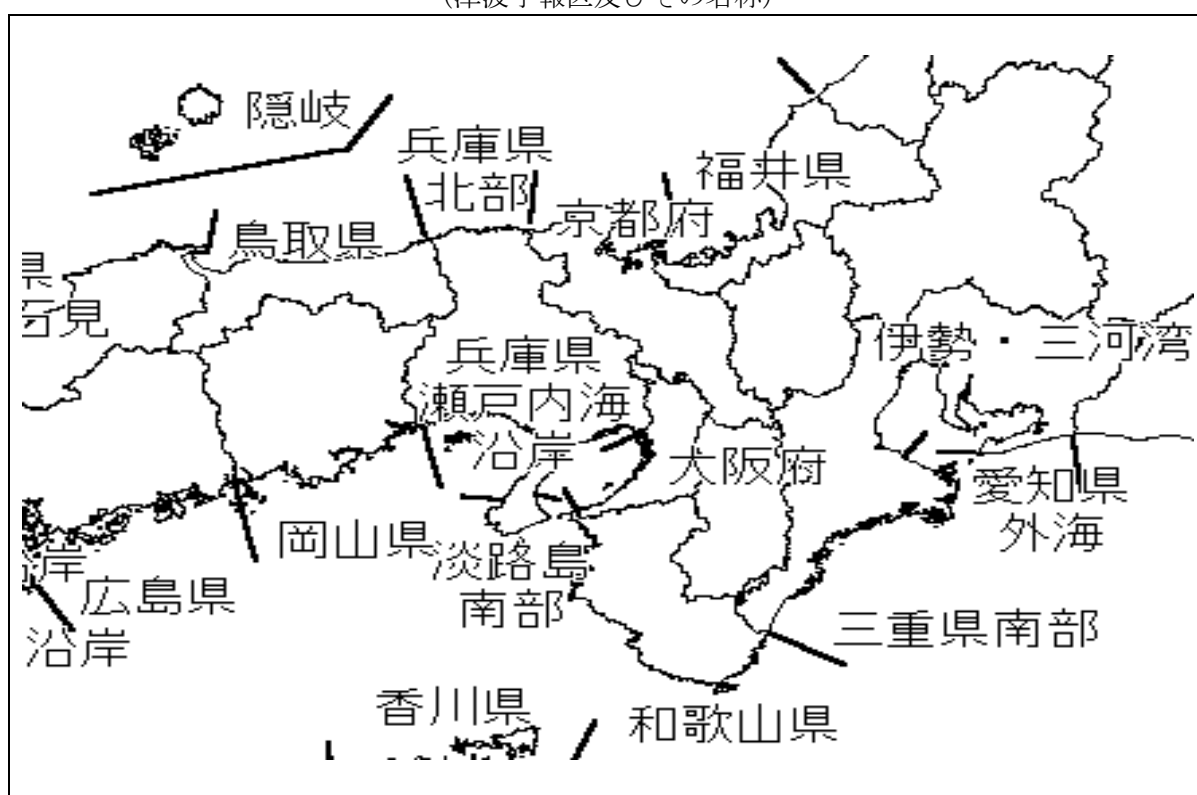 (津波予報区及びその名称)
隠岐
兵庫県
北部
福井県
京都府
鳥取県
県
石見
伊勢・三河湾
兵庫県
瀬戸内海
沿岸
大阪府
愛知県
外海
岡山県
淡路島
南部
岸
広島県
沿岸
三重県南部
香川県
和歌山県